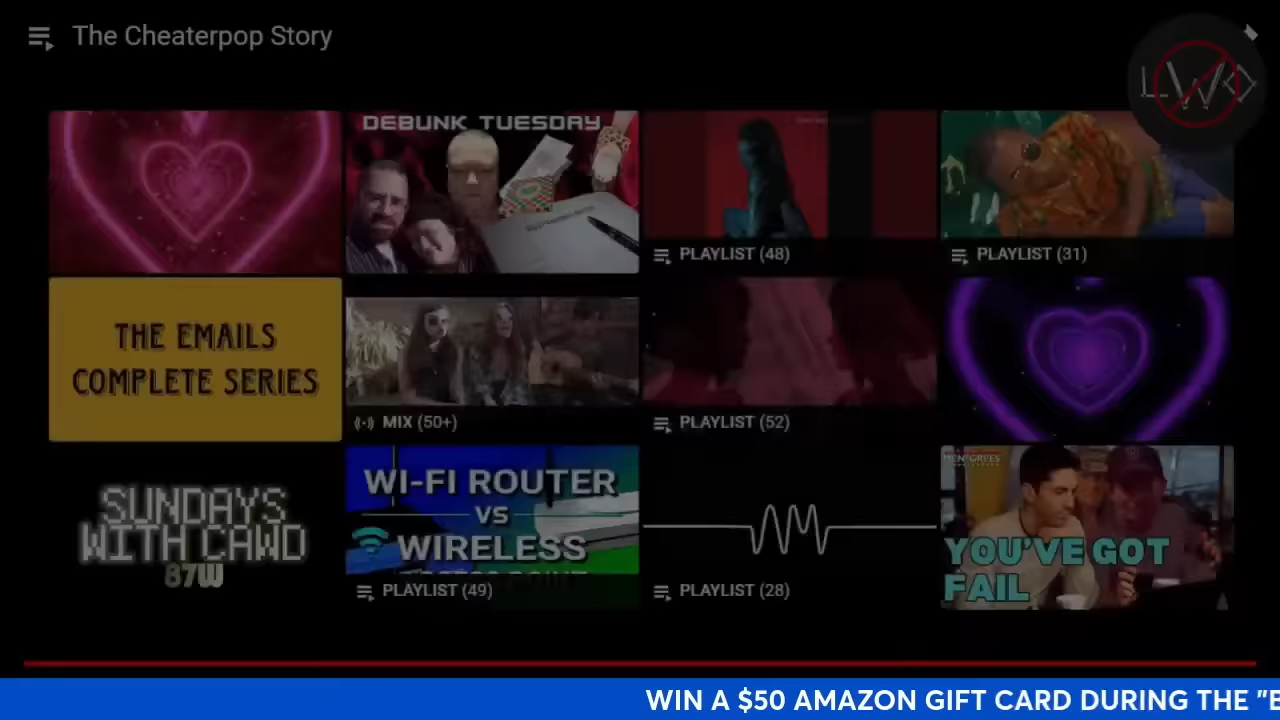 The Cheaterpop Story
LLWKD
DEBUNK TUESDAY
PLAYLIST (48)
PLAYLIST (31)
THE EMAILS
COMPLETE SERIES
MIX (50+)
PLAYLIST (52)
SUNDAYS
WITH CAWD
87W
WI-FI ROUTER
VS
WIRELESS
PLAYLIST (49)
PLAYLIST (28)
YOU'VE GOT
FAIL
WIN A $50 AMAZON GIFT CARD DURING THE "B